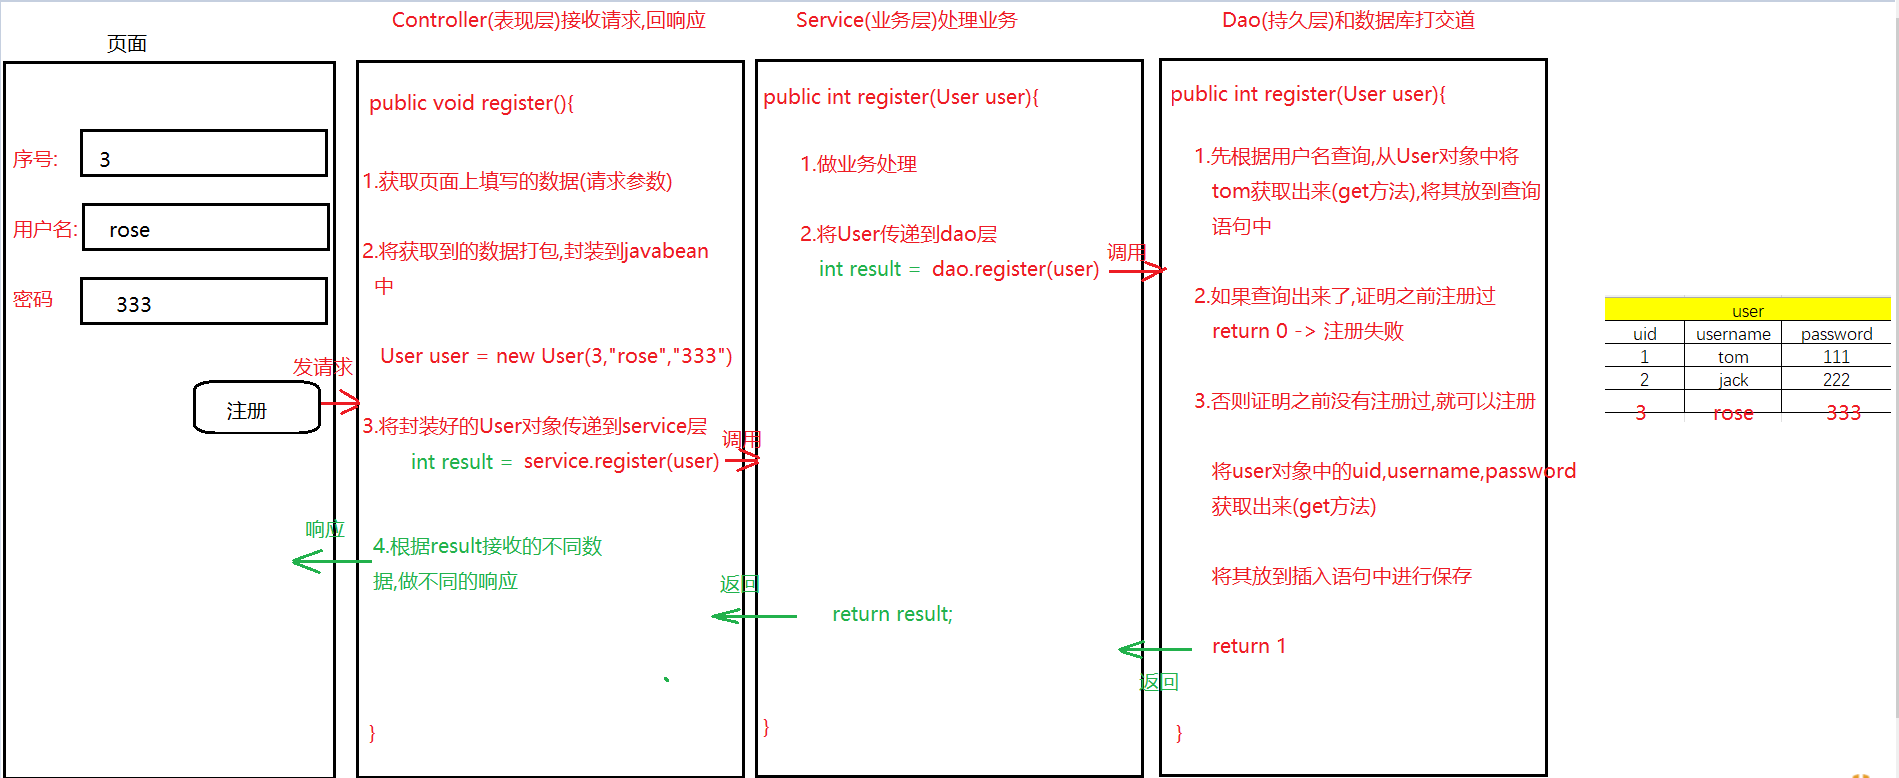 页面
序号:
3
用户名:
rose
密码
333
注册
发请求
响应
Controller(表现层)接收请求,回响应
public void register(){
1.获取页面上填写的数据(请求参数)
2.将获取到的数据打包,封装到javabean
中
User user = new User(3,"rose","333")
3.将封装好的User对象传递到service层
int result = service.register(user)
调用
4.根据result接收的不同数
据,做不同的响应
}
Service(业务层)处理业务
public int register(User user){
1.做业务处理
2.将User传递到dao层
int result = dao.register(user)
调用
返回
return result;
}
Dao(持久层)和数据库打交道
public int register(User user){
1.先根据用户名查询,从User对象中将
tom获取出来(get方法),将其放到查询
语句中
2.如果查询出来了,证明之前注册过
return 0 -> 注册失败
3.否则证明之前没有注册过,就可以注册
将user对象中的uid,username,password
获取出来(get方法)
将其放到插入语句中进行保存
return 1
返回
}
user
uid username password
1 tom 111
2 jack 222
3 rose 333